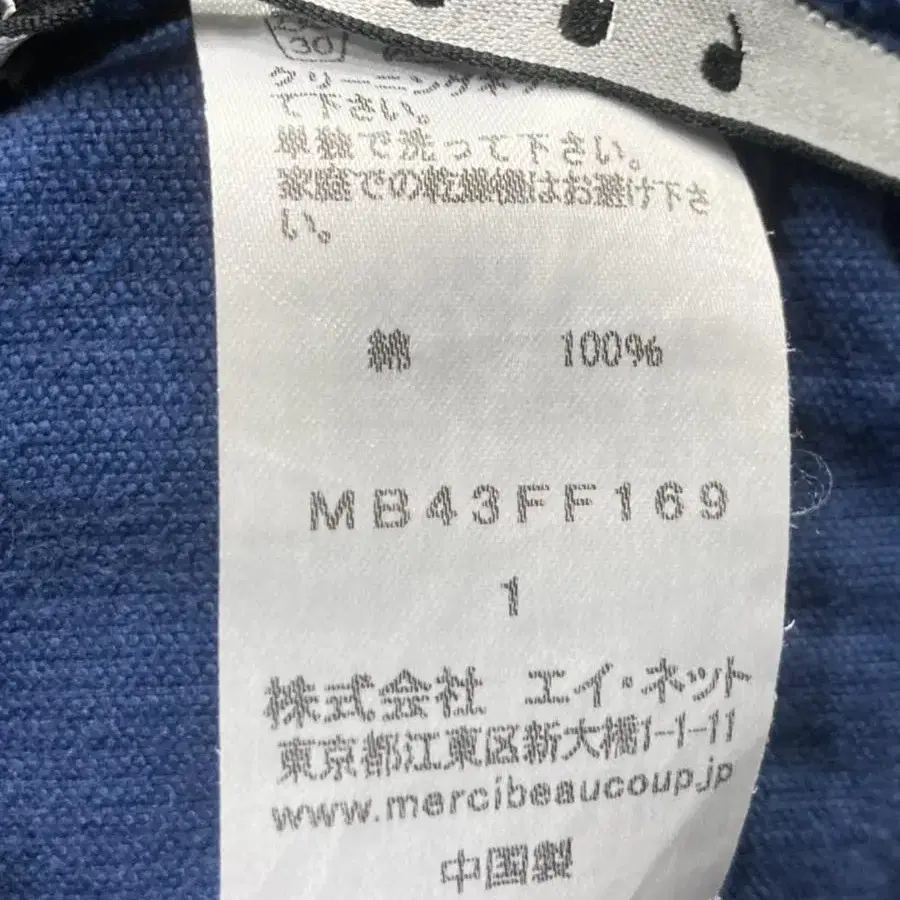 30
クリーニングネ
て下さい。
単独で洗って下さい。
家庭での乾燥機はお避け下さ
い。
綿 100%
MB43FF169
1
株式会社 エイ・ネット
東京都江東区新大橋1-1-11
www.mercibeaucoup.jp
中国製